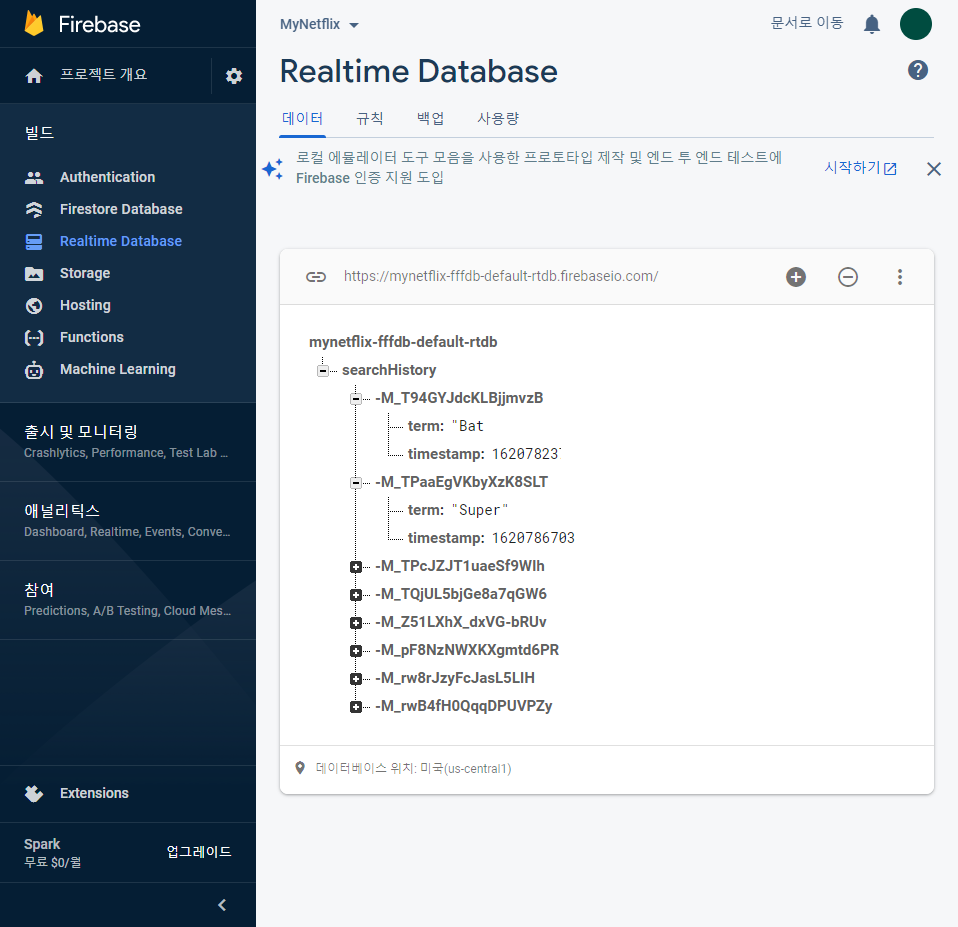 Firebase
프로젝트 개요
빌드
Authentication
Firestore Database
Realtime Database
Storage
Hosting
Functions
Machine Learning
출시 및 모니터링
Crashlytics, Performance, Test Lab ...
애널리틱스
Dashboard, Realtime, Events, Conve...
참여
Predictions, A/B Testing, Cloud Mes...
Extensions
Spark
무료 $0/월
업그레이드
MyNetflix
문서로 이동
Realtime Database
데이터 규칙 백업 사용량
로컬 에뮬레이터 도구 모음을 사용한 프로토타입 제작 및 엔드 투 엔드 테스트에
Firebase 인증 지원 도입
시작하기
https://mynetflix-fffdb-default-rtdb.firebaseio.com/
mynetflix-fffdb-default-rtdb
searchHistory
-M_T94GYJdcKLBjjmvzB
term: "Bat
timestamp: 16207823
-M_TPaaEgVKbyXzK8SLT
term: "Super"
timestamp: 1620786703
-M_TPcJZJT1uaeSf9WIh
-M_TQjUL5bjGe8a7qGW6
-M_Z51LXhX_dxVG-bRUv
-M_pF8NzNWXKXgmtd6PR
-M_rw8rJzyFcJasL5LIH
-M_rwB4fH0QqqDPUVPZy
데이터베이스 위치: 미국(us-central1)